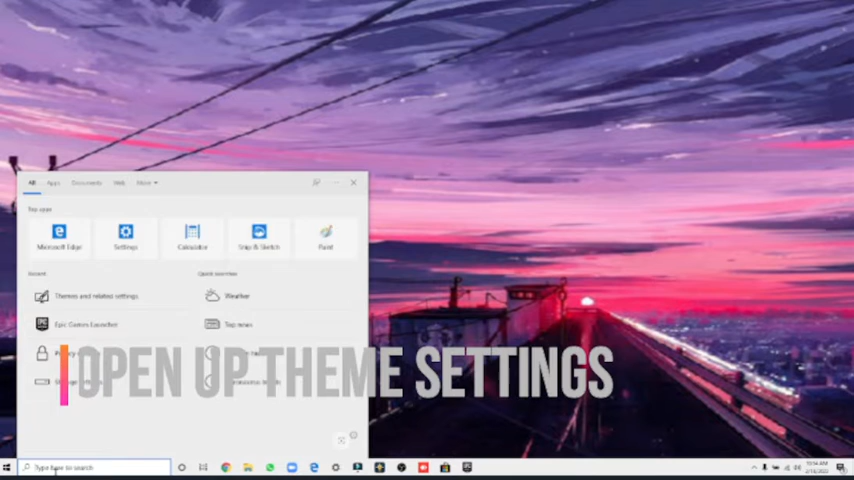 All Apps Documents Web More
Top apps
Microsoft Edge Settings Calculator Snip & Sketch Paint
Recent
Quick searches
Themes and related settings
Weather
Epic Games Launcher
Top news
OPEN UP THEME SETTINGS
Type here to search